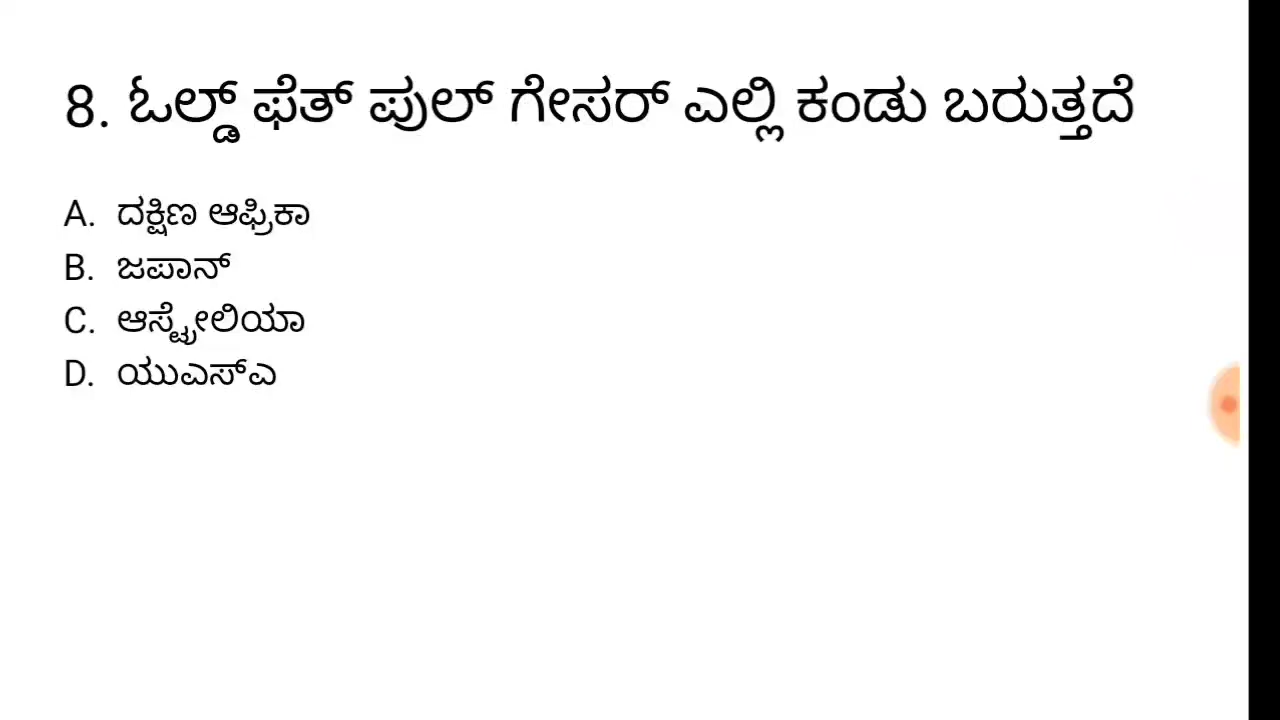 8. ಓಲ್ಡ್ ಫೆತ್ ಪುಲ್ ಗೇಸರ್ ಎಲ್ಲಿ ಕಂಡು ಬರುತ್ತದೆ
A. ದಕ್ಷಿಣ ಆಫ್ರಿಕಾ
B. ಜಪಾನ್
C. ಆಸ್ಟ್ರೇಲಿಯಾ
D. ಯುಎಸ್ಎ